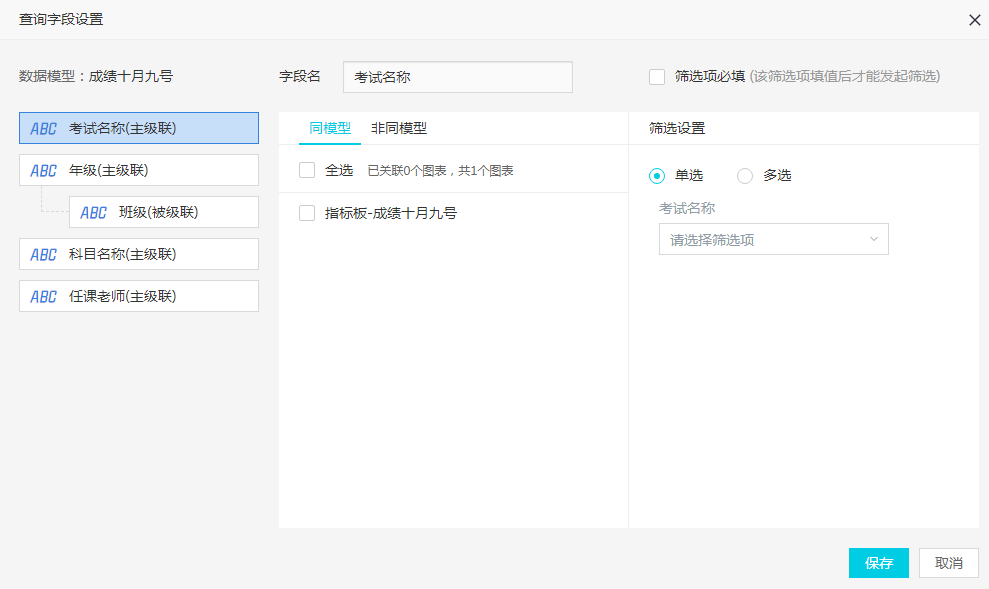 查询字段设置
数据模型：成绩十月九号
字段名
考试名称
筛选项必填 (该筛选项填值后才能发起筛选)
ABC 考试名称(主级联)
ABC 年级(主级联)
ABC 班级(被级联)
ABC 科目名称(主级联)
ABC 任课老师(主级联)
同模型 非同模型
全选 已关联0个图表，共1个图表
指标板-成绩十月九号
筛选设置
单选 多选
考试名称
请选择筛选项
保存 取消